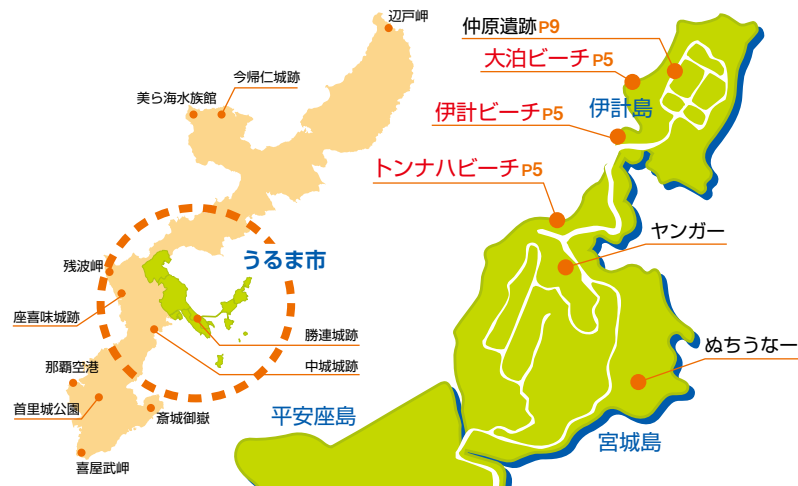 辺戸岬
今帰仁城跡
美ら海水族館
うるま市
残波岬
座喜味城跡
勝連城跡
中城城跡
那覇空港
首里城公園
斎城御嶽
喜屋武岬
仲原遺跡P9
大泊ビーチP5
伊計島
伊計ビーチP5
トンナハビーチP5
ヤンガー
ぬちうなー
平安座島
宮城島